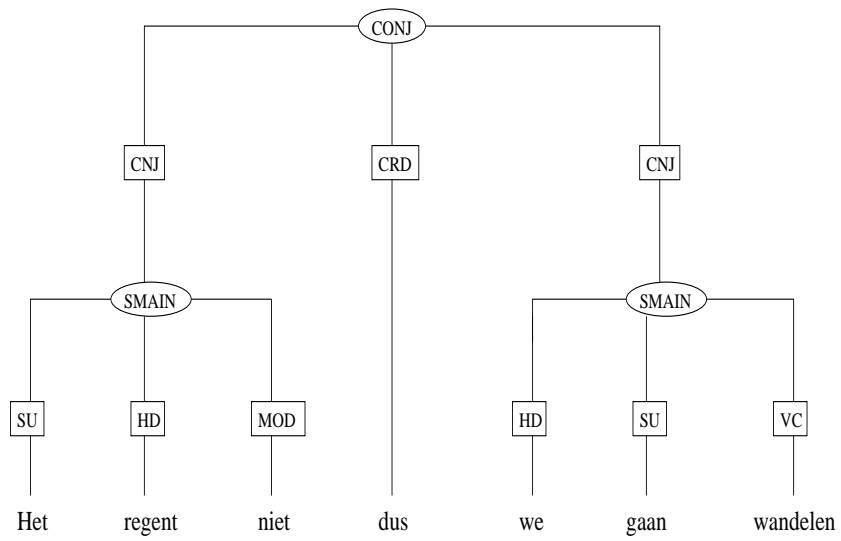 CONJ
CNJ CRD CNJ
SMAIN SMAIN
SU HD MOD HD SU VC
Het regent niet dus we gaan wandelen